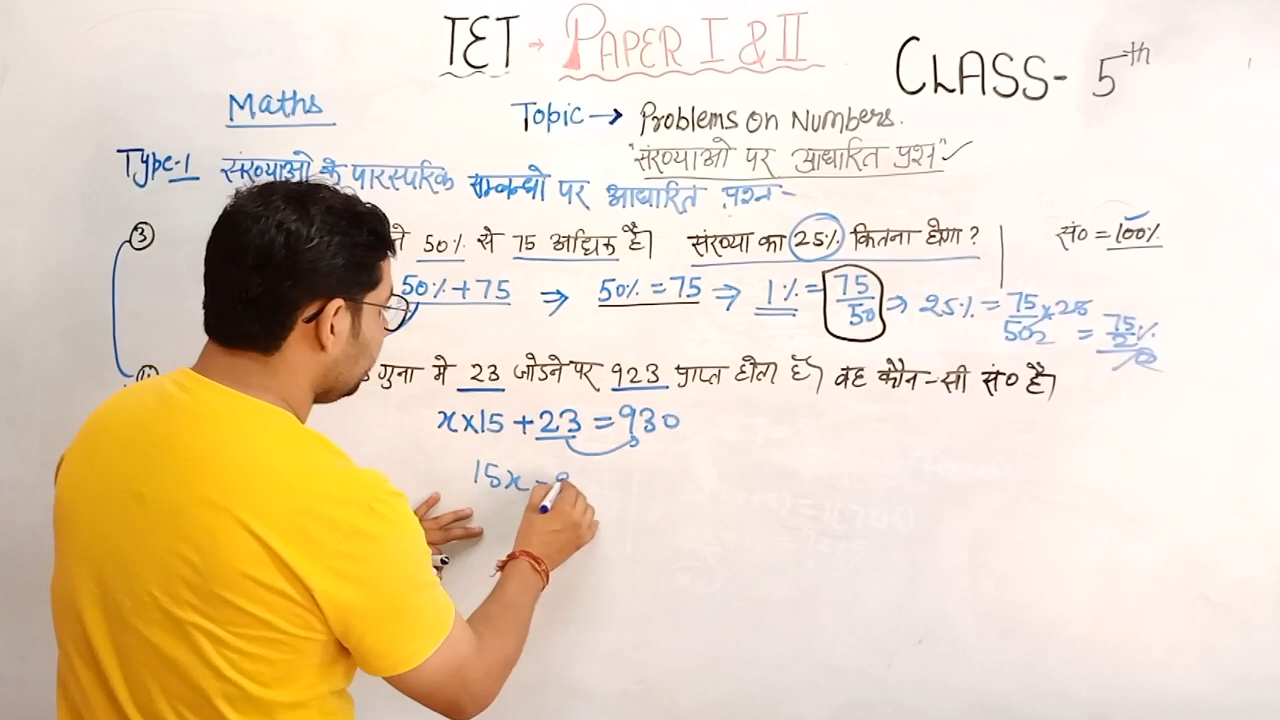 TET → PAPER I & II
CLASS- 5th
Maths
Topic → Problems On Numbers.
"संख्याओ पर आधारित प्रश्न" ✓
Type-1 संख्याओ के पारस्परिक सम्बन्धो पर आधारित प्रश्न -
③ 50% से 75 अधिक है। संख्या का 25% कितना होगा ? सं० = 100%
50% + 75 ⇒ 50% = 75 ⇒ 1% = 75/50 ⇒ 25% = 75/50 × 25 = 75/2 %
गुना मे 23 जोडने पर 923 प्राप्त होता है। वह कौन-सी सं० है।
x×15 + 23 = 930
15x =